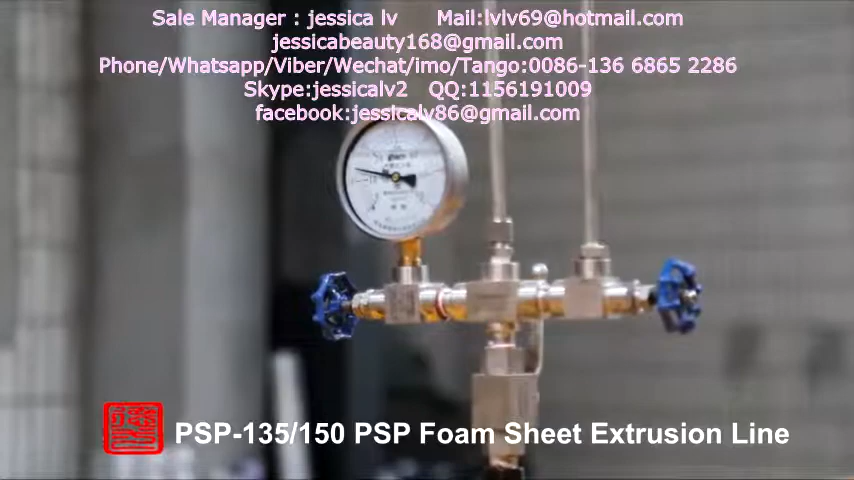 Sale Manager : jessica lv Mail:lvlv69@hotmail.com
jessicabeauty168@gmail.com
Phone/Whatsapp/Viber/Wechat/imo/Tango:0086-136 6865 2286
Skype:jessicalv2 QQ:1156191009
facebook:jessicalv86@gmail.com
PSP-135/150 PSP Foam Sheet Extrusion Line